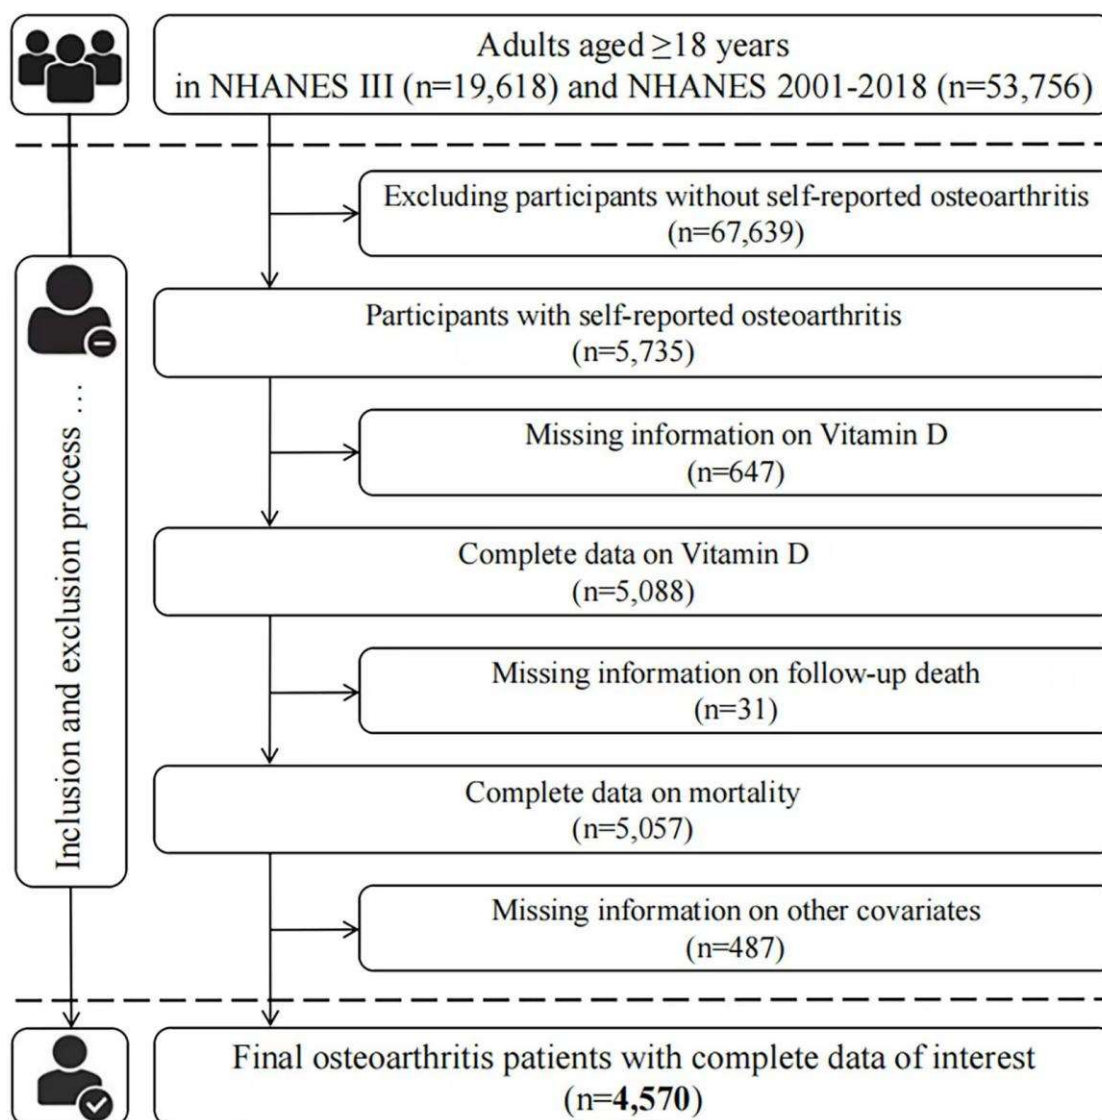 Adults aged ≥18 years
in NHANES III (n=19,618) and NHANES 2001-2018 (n=53,756)
Excluding participants without self-reported osteoarthritis
(n=67,639)
Participants with self-reported osteoarthritis
(n=5,735)
Missing information on Vitamin D
(n=647)
Complete data on Vitamin D
(n=5,088)
Missing information on follow-up death
(n=31)
Complete data on mortality
(n=5,057)
Missing information on other covariates
(n=487)
Inclusion and exclusion process …
Final osteoarthritis patients with complete data of interest
(n=4,570)